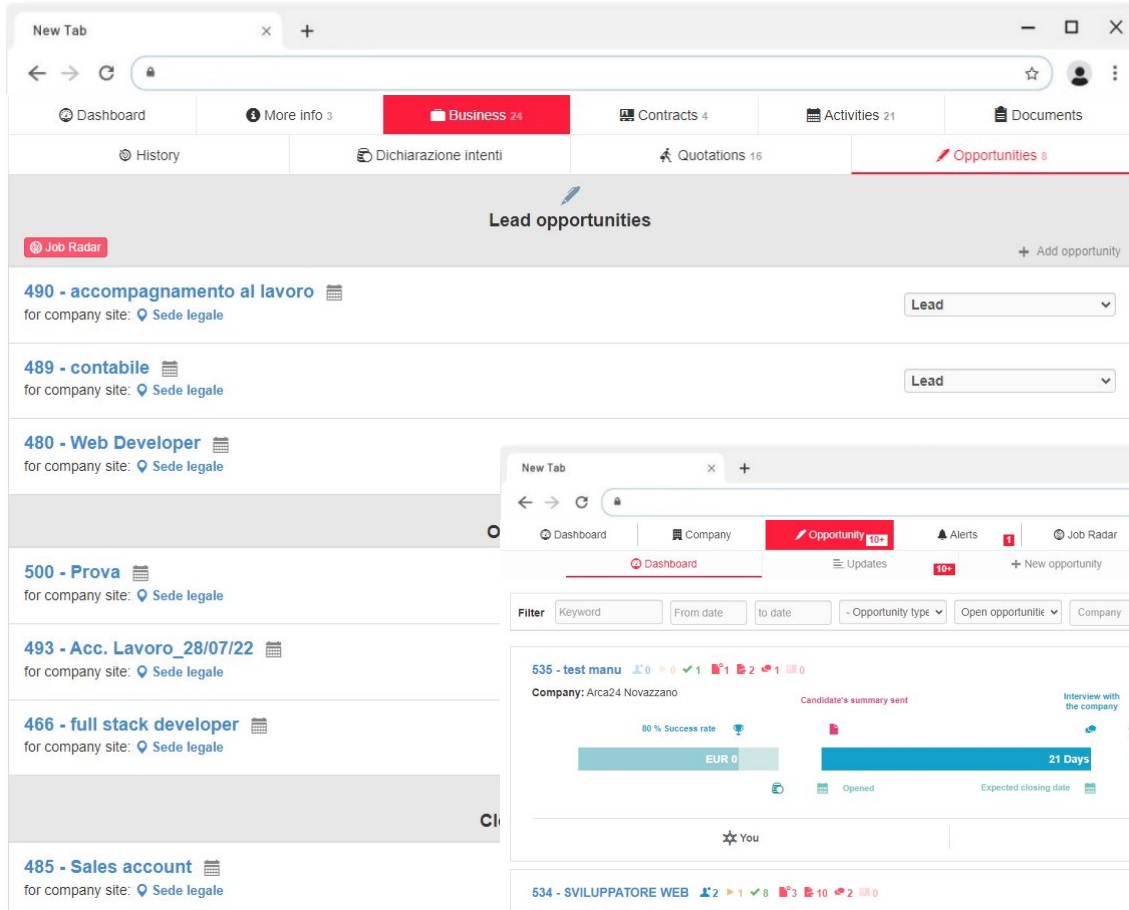 New Tab
Dashboard
More info 3
Business 24
Contracts 4
Activities 21
Documents
History
Dichiarazione intenti
Quotations 16
Opportunities 8
Lead opportunities
Job Radar
+ Add opportunity
490 - accompagnamento al lavoro
for company site: Sede legale
Lead
489 - contabile
for company site: Sede legale
Lead
480 - Web Developer
for company site: Sede legale
500 - Prova
for company site: Sede legale
493 - Acc. Lavoro_28/07/22
for company site: Sede legale
466 - full stack developer
for company site: Sede legale
485 - Sales account
for company site: Sede legale
New Tab
Dashboard
Company
Opportunity 10+
Alerts 1
Job Radar
Dashboard
Updates 10+
+ New opportunity
Filter
Keyword
From date
to date
- Opportunity type
Open opportunitie
Company
535 - test manu 0 0 1 1 2 1 0
Company: Arca24 Novazzano
Candidate's summary sent
Interview with
the company
80 % Success rate
EUR 0
21 Days
Opened
Expected closing date
You
534 - SVILUPPATORE WEB 2 1 8 3 10 2 0